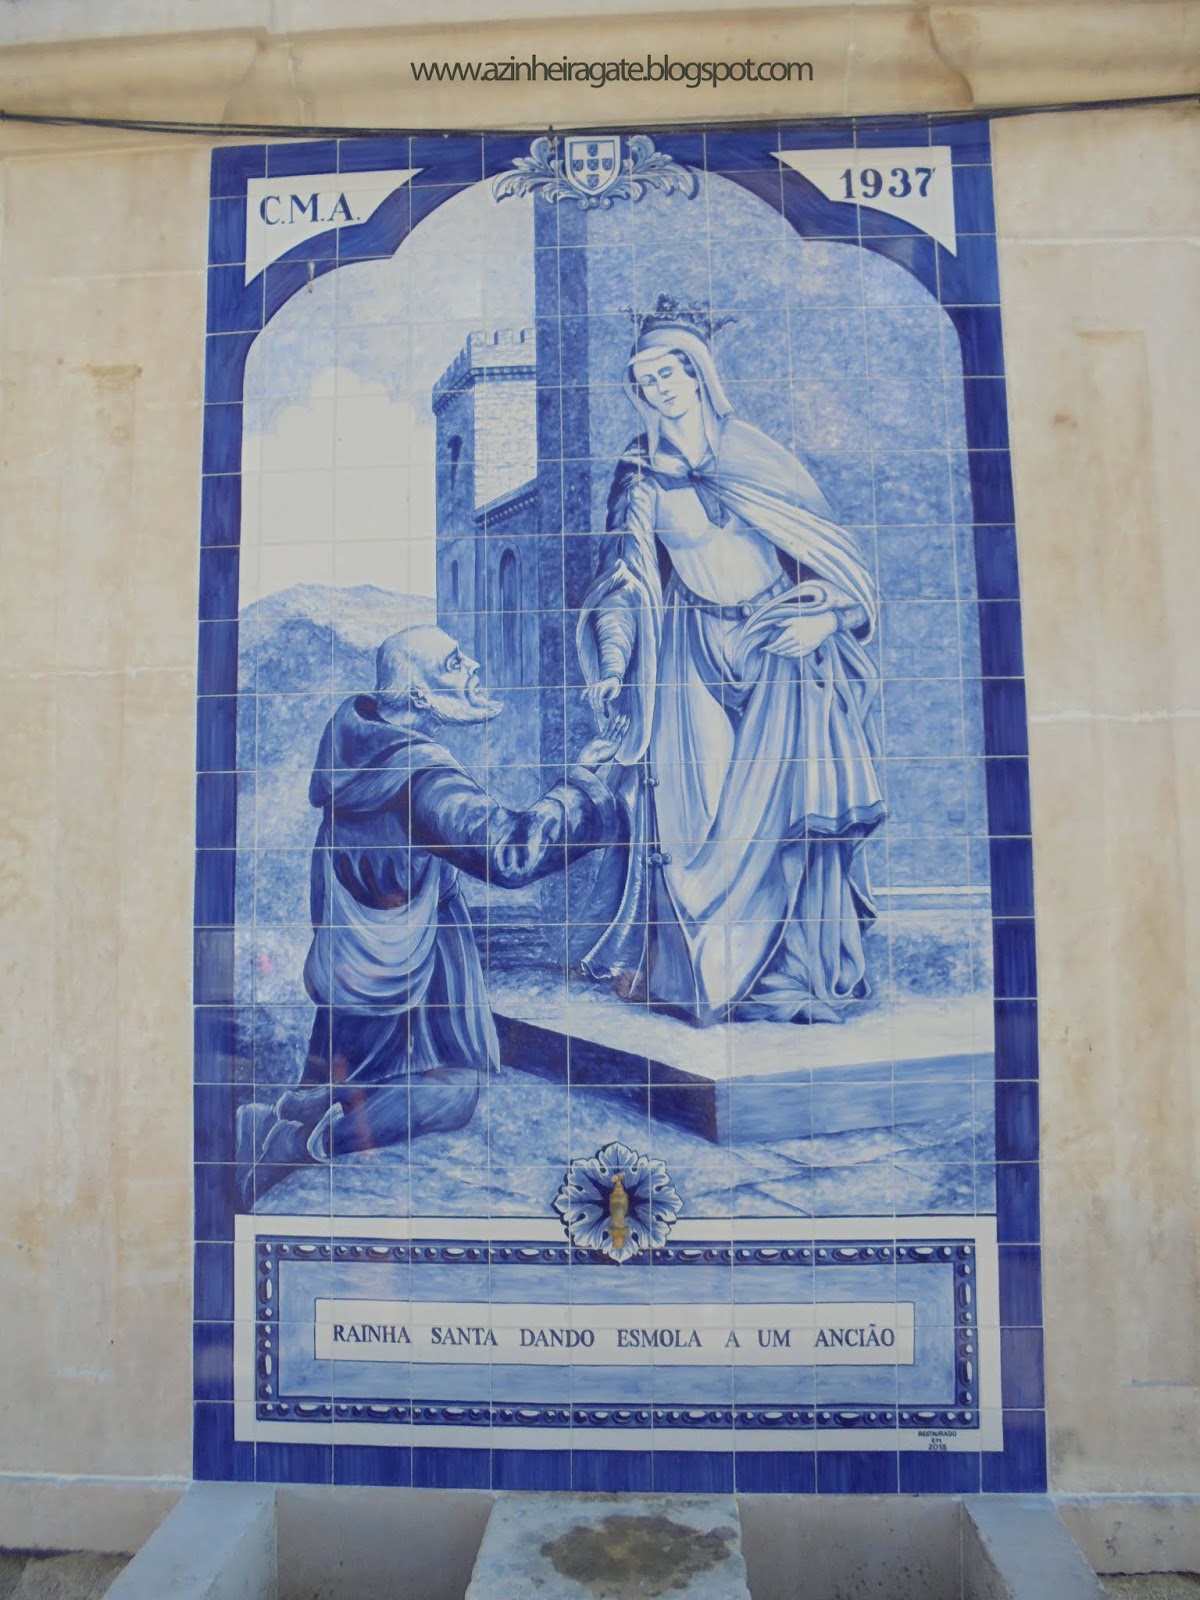 www.azinheiragate.blogspot.com
C.M.A.
1937
RAINHA SANTA DANDO ESMOLA A UM ANCIÃO
RESTAURADO
EM
2018